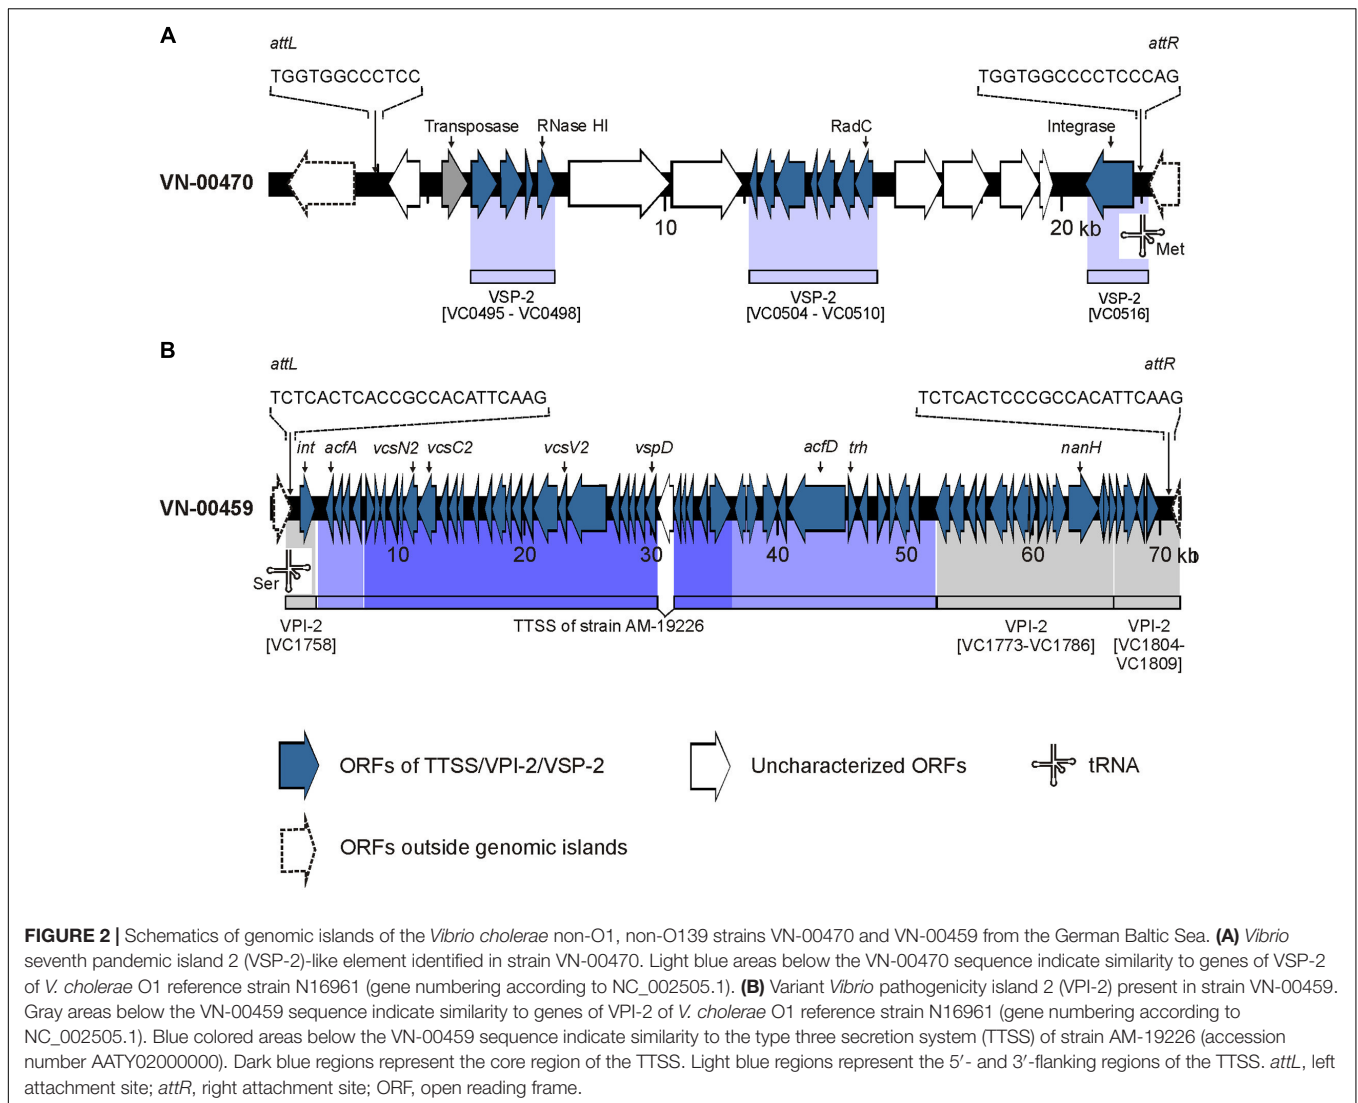 A
attL
attR
TGGTGGCCCTCC
TGGTGGCCCCTCCCAG
Transposase
RNase HI
RadC
Integrase
VN-00470
10
20 kb
Met
VSP-2
[VC0495 - VC0498]
VSP-2
[VC0504 - VC0510]
VSP-2
[VC0516]
B
attL
attR
TCTCACTCACCGCCACATTCAAG
TCTCACTCCCGCCACATTCAAG
int
acfA
vcsN2
vcsC2
vcsV2
vspD
acfD
trh
nanH
VN-00459
10
20
30
40
50
60
70 kb
Ser
VPI-2
[VC1758]
TTSS of strain AM-19226
VPI-2
[VC1773-VC1786]
VPI-2
[VC1804-
VC1809]
ORFs of TTSS/VPI-2/VSP-2
Uncharacterized ORFs
tRNA
ORFs outside genomic islands
FIGURE 2 | Schematics of genomic islands of the Vibrio cholerae non-O1, non-O139 strains VN-00470 and VN-00459 from the German Baltic Sea. (A) Vibrio
seventh pandemic island 2 (VSP-2)-like element identified in strain VN-00470. Light blue areas below the VN-00470 sequence indicate similarity to genes of VSP-2
of V. cholerae O1 reference strain N16961 (gene numbering according to NC_002505.1). (B) Variant Vibrio pathogenicity island 2 (VPI-2) present in strain VN-00459.
Gray areas below the VN-00459 sequence indicate similarity to genes of VPI-2 of V. cholerae O1 reference strain N16961 (gene numbering according to
NC_002505.1). Blue colored areas below the VN-00459 sequence indicate similarity to the type three secretion system (TTSS) of strain AM-19226 (accession
number AATY02000000). Dark blue regions represent the core region of the TTSS. Light blue regions represent the 5′- and 3′-flanking regions of the TTSS. attL, left
attachment site; attR, right attachment site; ORF, open reading frame.